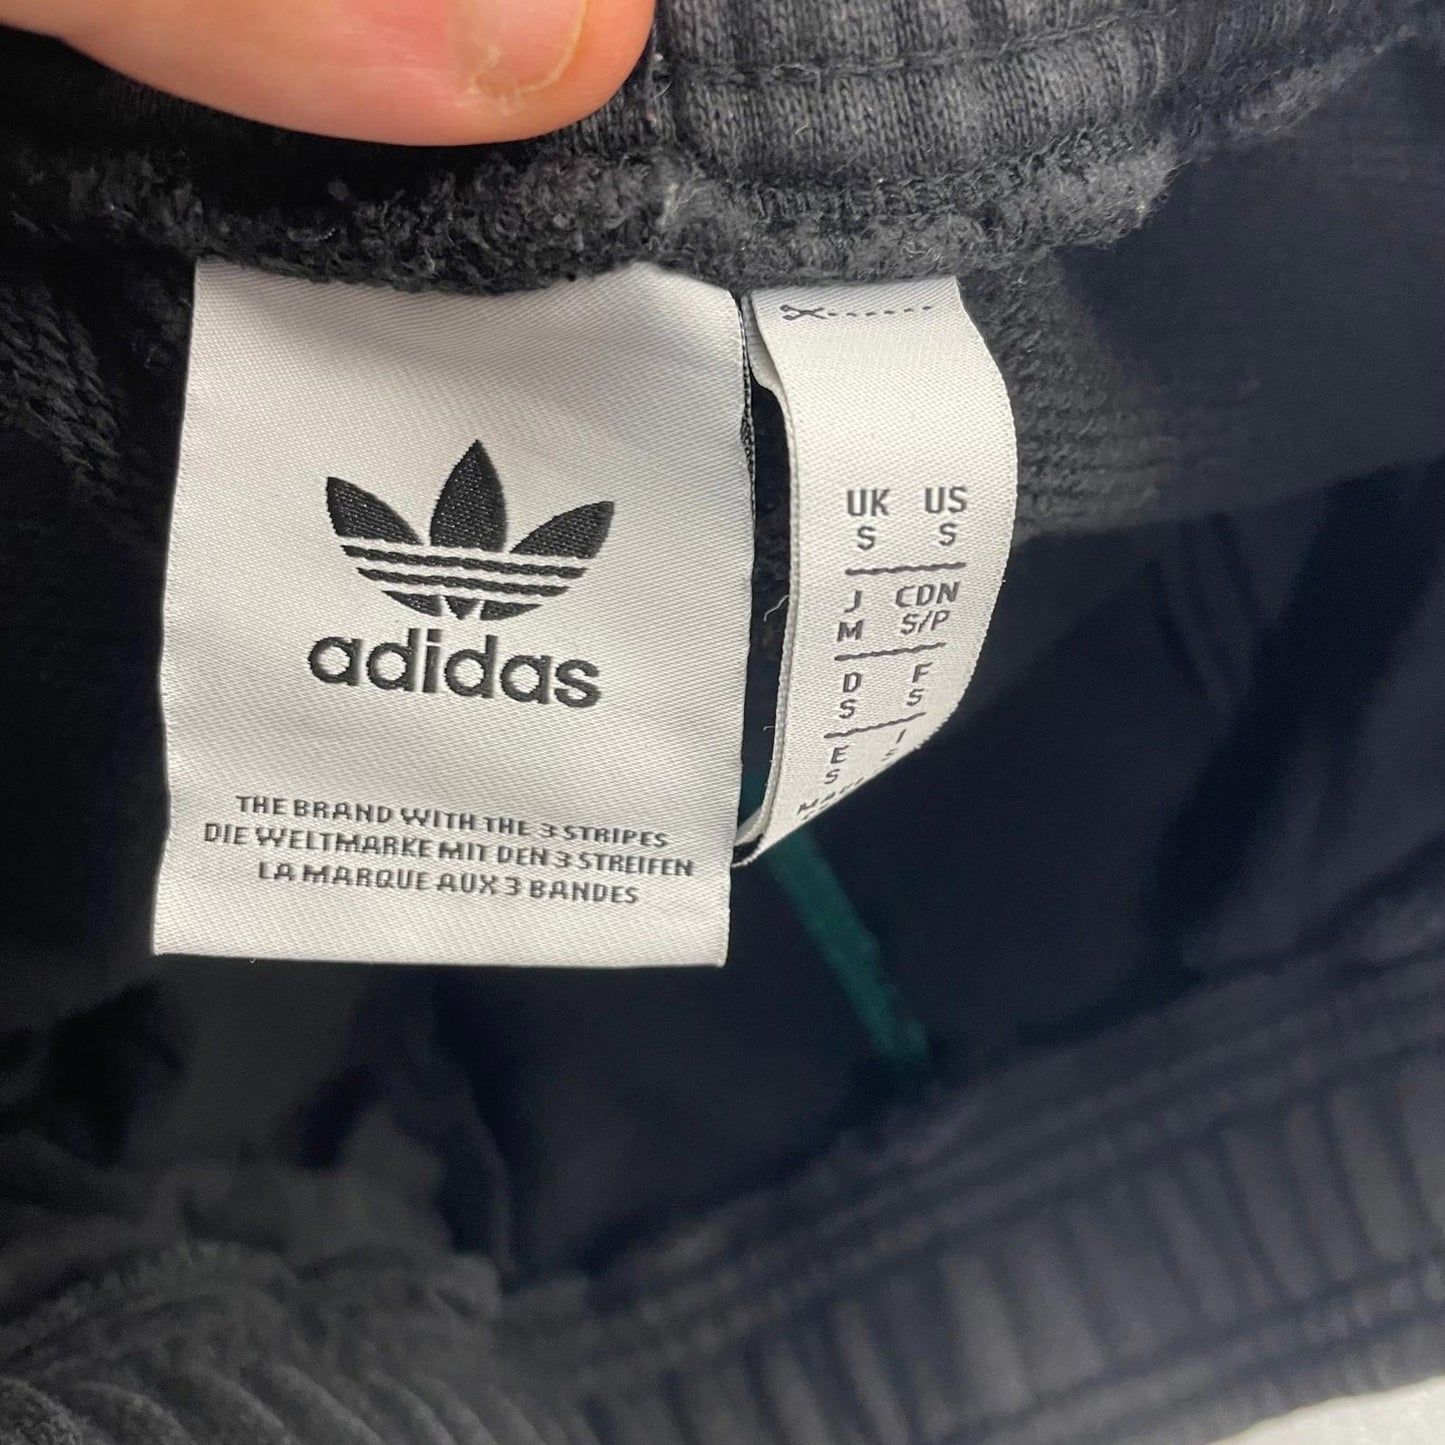 adidas
THE BRAND WITH THE 3 STRIPES
DIE WELTMARKE MIT DEN 3 STREIFEN
LA MARQUE AUX 3 BANDES
UK US
S S
J CDN
M S/P
D F
S S
E I
S